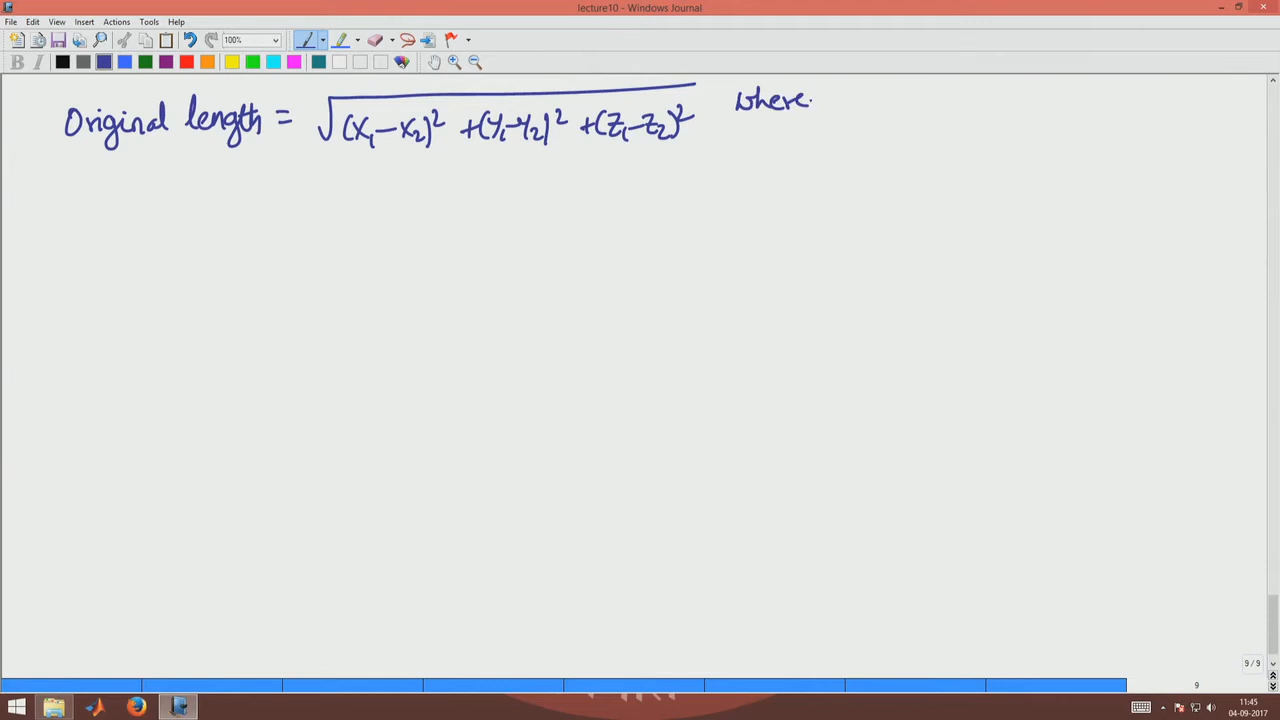 lecture10 - Windows Journal
File Edit View Insert Actions Tools Help
100%
B I
Original length = √((X₁−X₂)² +(Y₁−Y₂)² +(Z₁−Z₂)²) where.
9 / 9
9
11:45
04-09-2017